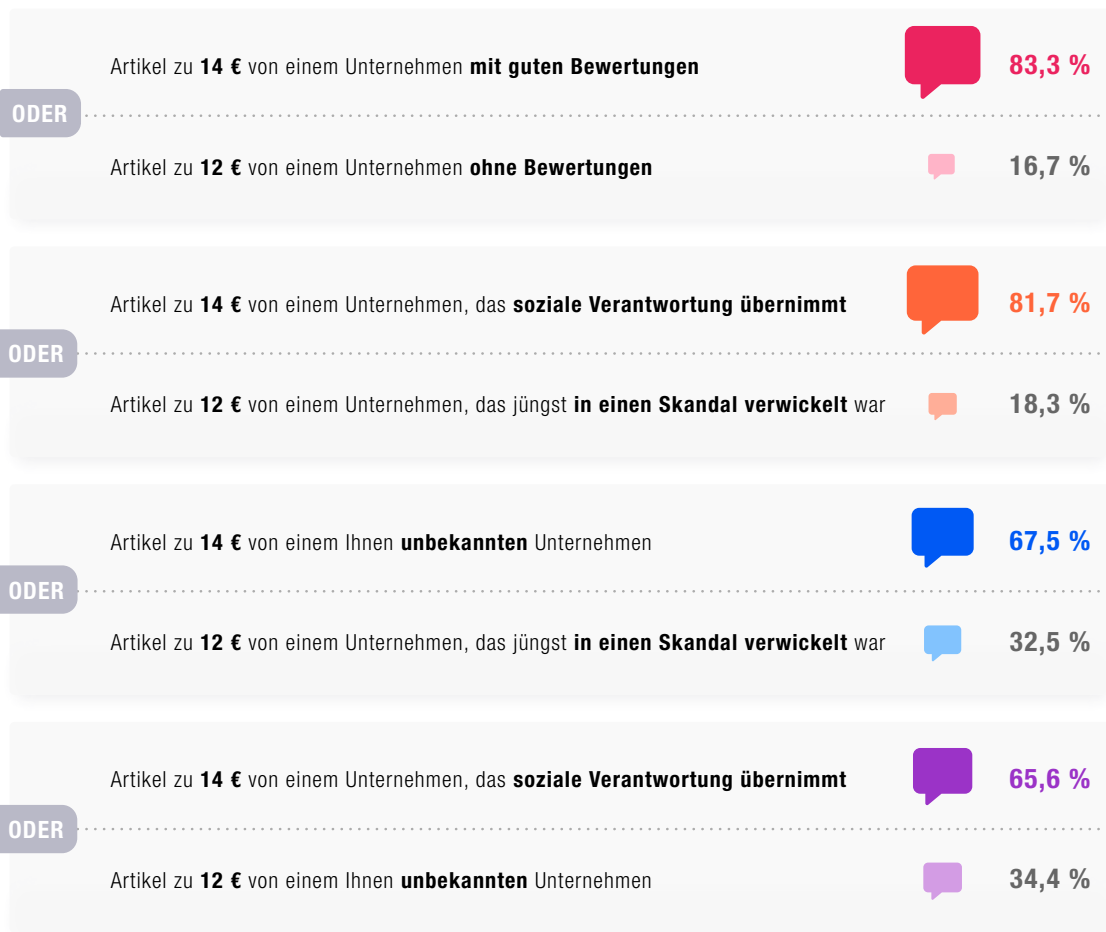 Artikel zu 14 € von einem Unternehmen mit guten Bewertungen 83,3 %
ODER
Artikel zu 12 € von einem Unternehmen ohne Bewertungen 16,7 %
Artikel zu 14 € von einem Unternehmen, das soziale Verantwortung übernimmt 81,7 %
ODER
Artikel zu 12 € von einem Unternehmen, das jüngst in einen Skandal verwickelt war 18,3 %
Artikel zu 14 € von einem Ihnen unbekannten Unternehmen 67,5 %
ODER
Artikel zu 12 € von einem Unternehmen, das jüngst in einen Skandal verwickelt war 32,5 %
Artikel zu 14 € von einem Unternehmen, das soziale Verantwortung übernimmt 65,6 %
ODER
Artikel zu 12 € von einem Ihnen unbekannten Unternehmen 34,4 %